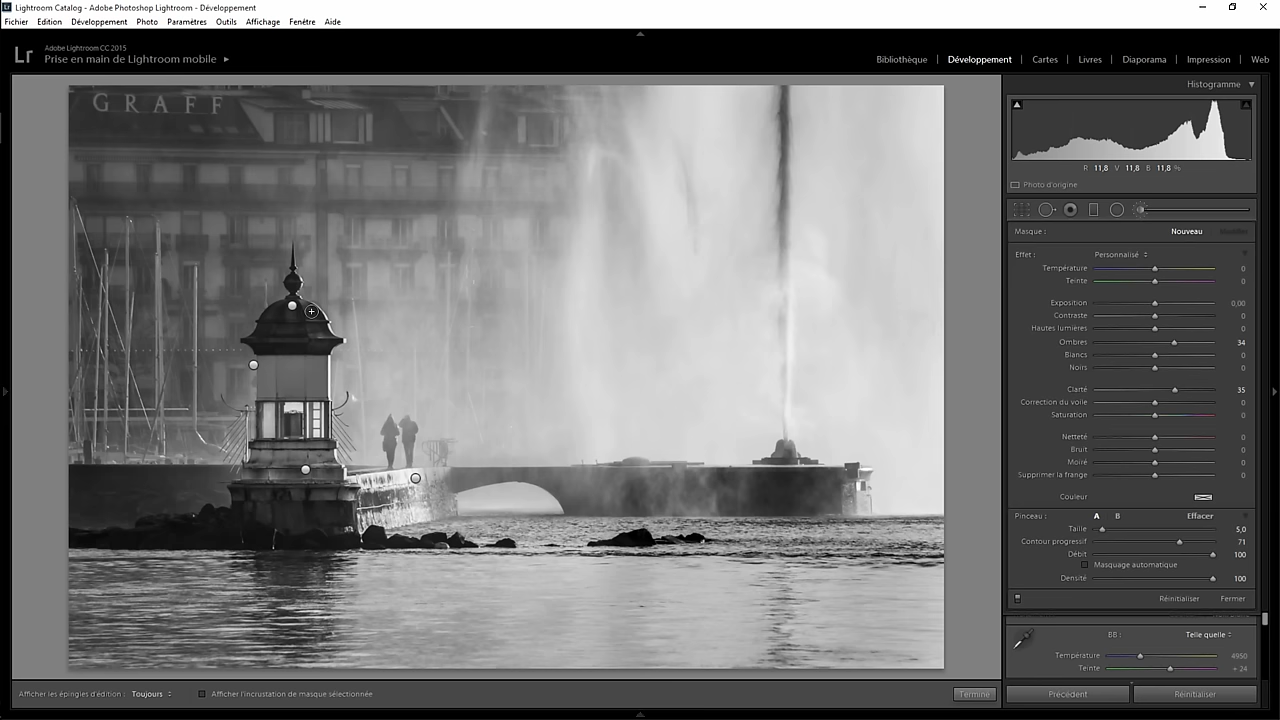 Lightroom Catalog - Adobe Photoshop Lightroom - Développement
Fichier Edition Développement Photo Paramètres Outils Affichage Fenêtre Aide
Lr
Adobe Lightroom CC 2015
Prise en main de Lightroom mobile
Bibliothèque | Développement | Cartes | Livres | Diaporama | Impression | Web
GRAFF
Histogramme
R 11,8 V 11,8 B 11,8 %
Photo d'origine
Masque : Nouveau
Effet : Personnalisé
Température 0
Teinte 0
Exposition 0,00
Contraste 0
Hautes lumières 0
Ombres 34
Blancs 0
Noirs 0
Clarté 35
Correction du voile 0
Saturation 0
Netteté 0
Bruit 0
Moiré 0
Supprimer la frange 0
Couleur
Pinceau : A B Effacer
Taille 5,0
Contour progressif 71
Débit 100
Masquage automatique
Densité 100
Réinitialiser Fermer
BB : Telle quelle
Température 4950
Teinte + 24
Afficher les épingles d'édition : Toujours Afficher l'incrustation de masque sélectionnée Terminé
Précédent Réinitialiser